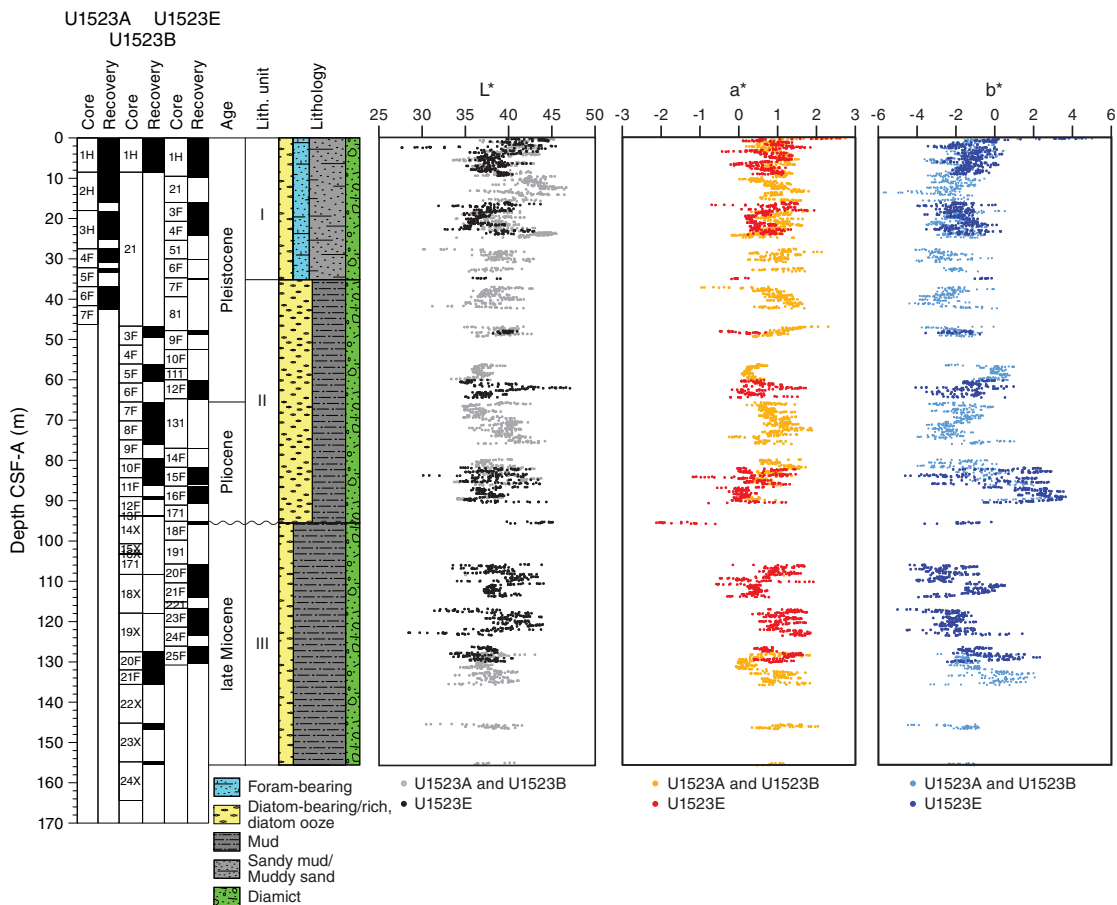 U1523A U1523E
U1523B
Core Recovery Core Recovery Core Recovery Age Lith. unit Lithology
L*
25 30 35 40 45 50
a*
-3 -2 -1 0 1 2 3
b*
-6 -4 -2 0 2 4 6
Depth CSF-A (m)
0
10
20
30
40
50
60
70
80
90
100
110
120
130
140
150
160
170
1H
2H
3H
4F
5F
6F
7F
21
3F
4F
5F
6F
7F
8F
9F
10F
11F
12F
13F
14X
15X
16X
171
18X
19X
20F
21F
22X
23X
24X
1H
21
3F
4F
51
6F
7F
81
9F
10F
111
12F
131
14F
15F
16F
171
18F
191
20F
21F
221
23F
24F
25F
Pleistocene
Pliocene
late Miocene
I
II
III
Foram-bearing
Diatom-bearing/rich,
diatom ooze
Mud
Sandy mud/
Muddy sand
Diamict
U1523A and U1523B
U1523E
U1523A and U1523B
U1523E
U1523A and U1523B
U1523E